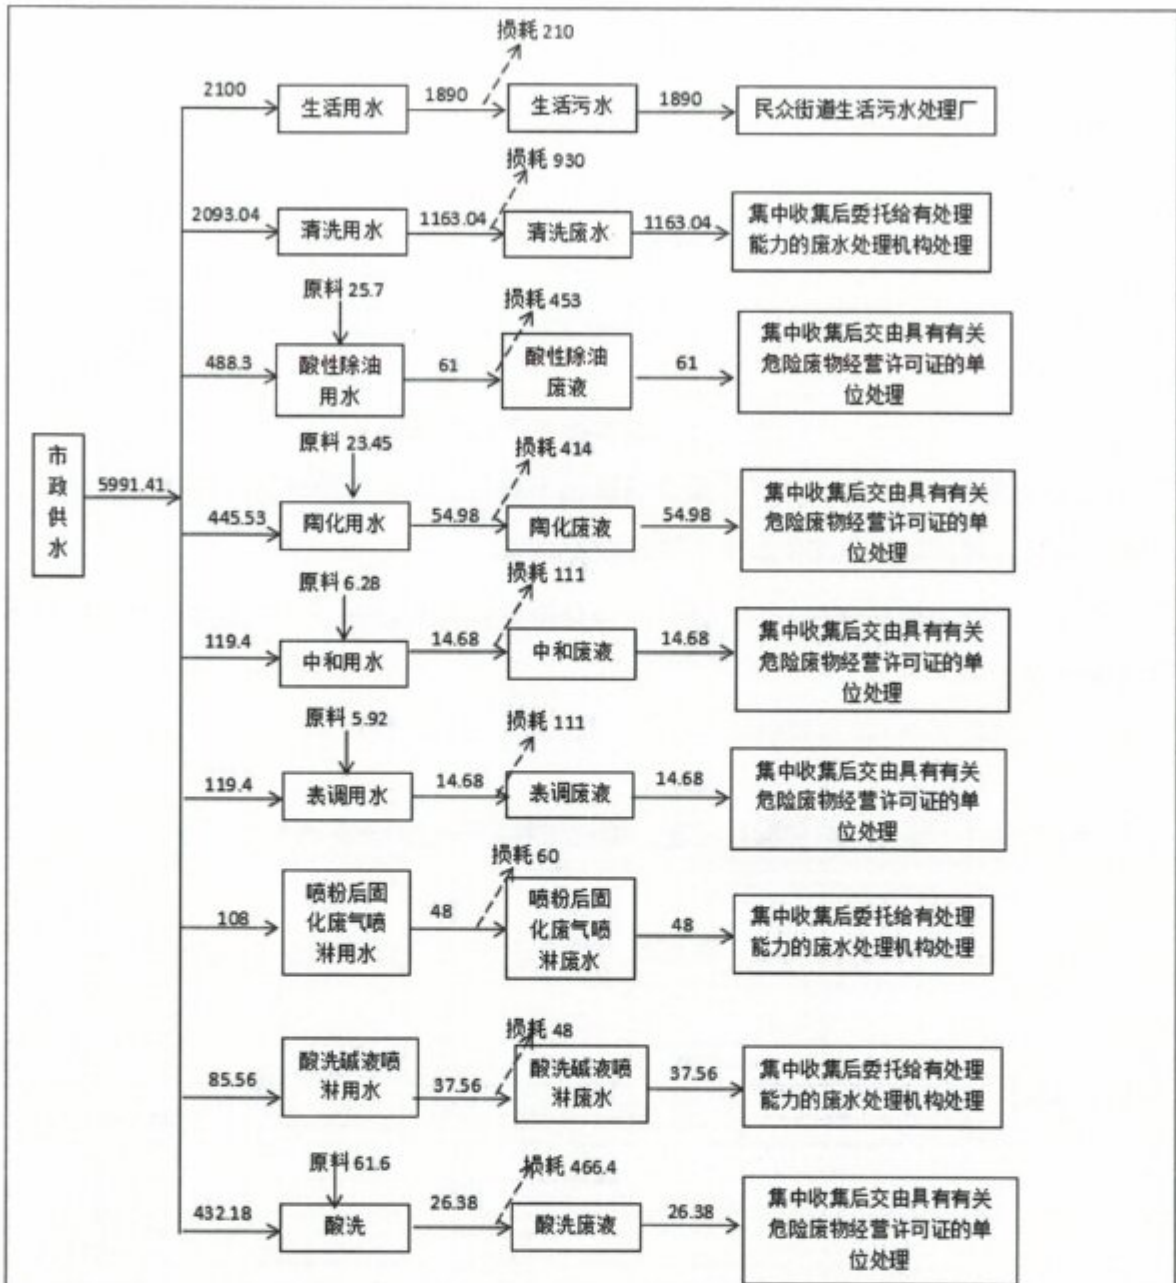 损耗 210
2100
生活用水
1890
生活污水
1890
民众街道生活污水处理厂
损耗 930
2093.04
清洗用水
1163.04
清洗废水
1163.04
集中收集后委托给有处理
能力的废水处理机构处理
原料 25.7
损耗 453
488.3
酸性除油
用水
61
酸性除油
废液
61
集中收集后交由具有有关
危险废物经营许可证的单
位处理
市
政
供
水
5991.41
原料 23.45
损耗 414
445.53
陶化用水
54.98
陶化废液
54.98
集中收集后交由具有有关
危险废物经营许可证的单
位处理
原料 6.28
损耗 111
119.4
中和用水
14.68
中和废液
14.68
集中收集后交由具有有关
危险废物经营许可证的单
位处理
原料 5.92
损耗 111
119.4
表调用水
14.68
表调废液
14.68
集中收集后交由具有有关
危险废物经营许可证的单
位处理
损耗 60
108
喷粉后固
化废气喷
淋用水
48
喷粉后固
化废气喷
淋废水
48
集中收集后委托给有处理
能力的废水处理机构处理
损耗 48
85.56
酸洗碱液喷
淋用水
37.56
酸洗碱液喷
淋废水
37.56
集中收集后委托给有处理
能力的废水处理机构处理
原料 61.6
损耗 466.4
432.18
酸洗
26.38
酸洗废液
26.38
集中收集后交由具有有关
危险废物经营许可证的单
位处理